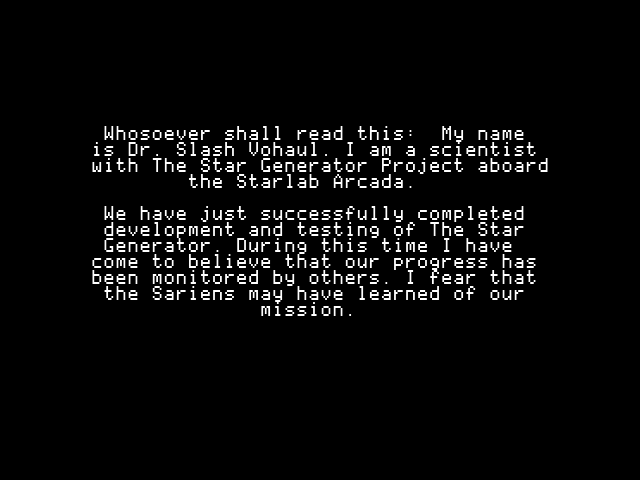 Whosoever shall read this:  My name
is Dr. Slash Vohaul. I am a scientist
with The Star Generator Project aboard
the Starlab Arcada.
We have just successfully completed
development and testing of The Star
Generator. During this time I have
come to believe that our progress has
been monitored by others. I fear that
the Sariens may have learned of our
mission.